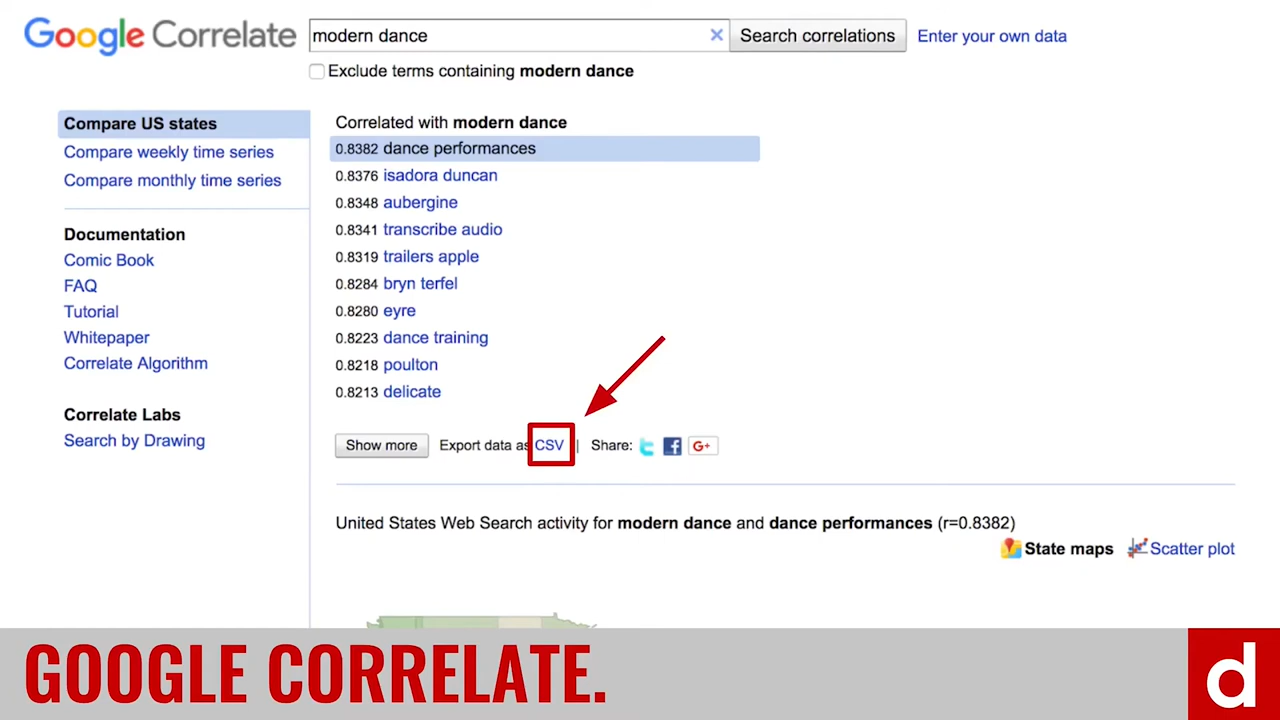 Google Correlate
modern dance
Search correlations
Enter your own data
Exclude terms containing modern dance
Compare US states
Compare weekly time series
Compare monthly time series
Documentation
Comic Book
FAQ
Tutorial
Whitepaper
Correlate Algorithm
Correlate Labs
Search by Drawing
Correlated with modern dance
0.8382 dance performances
0.8376 isadora duncan
0.8348 aubergine
0.8341 transcribe audio
0.8319 trailers apple
0.8284 bryn terfel
0.8280 eyre
0.8223 dance training
0.8218 poulton
0.8213 delicate
Show more Export data as CSV | Share: G+
United States Web Search activity for modern dance and dance performances (r=0.8382)
State maps Scatter plot
GOOGLE CORRELATE.
d